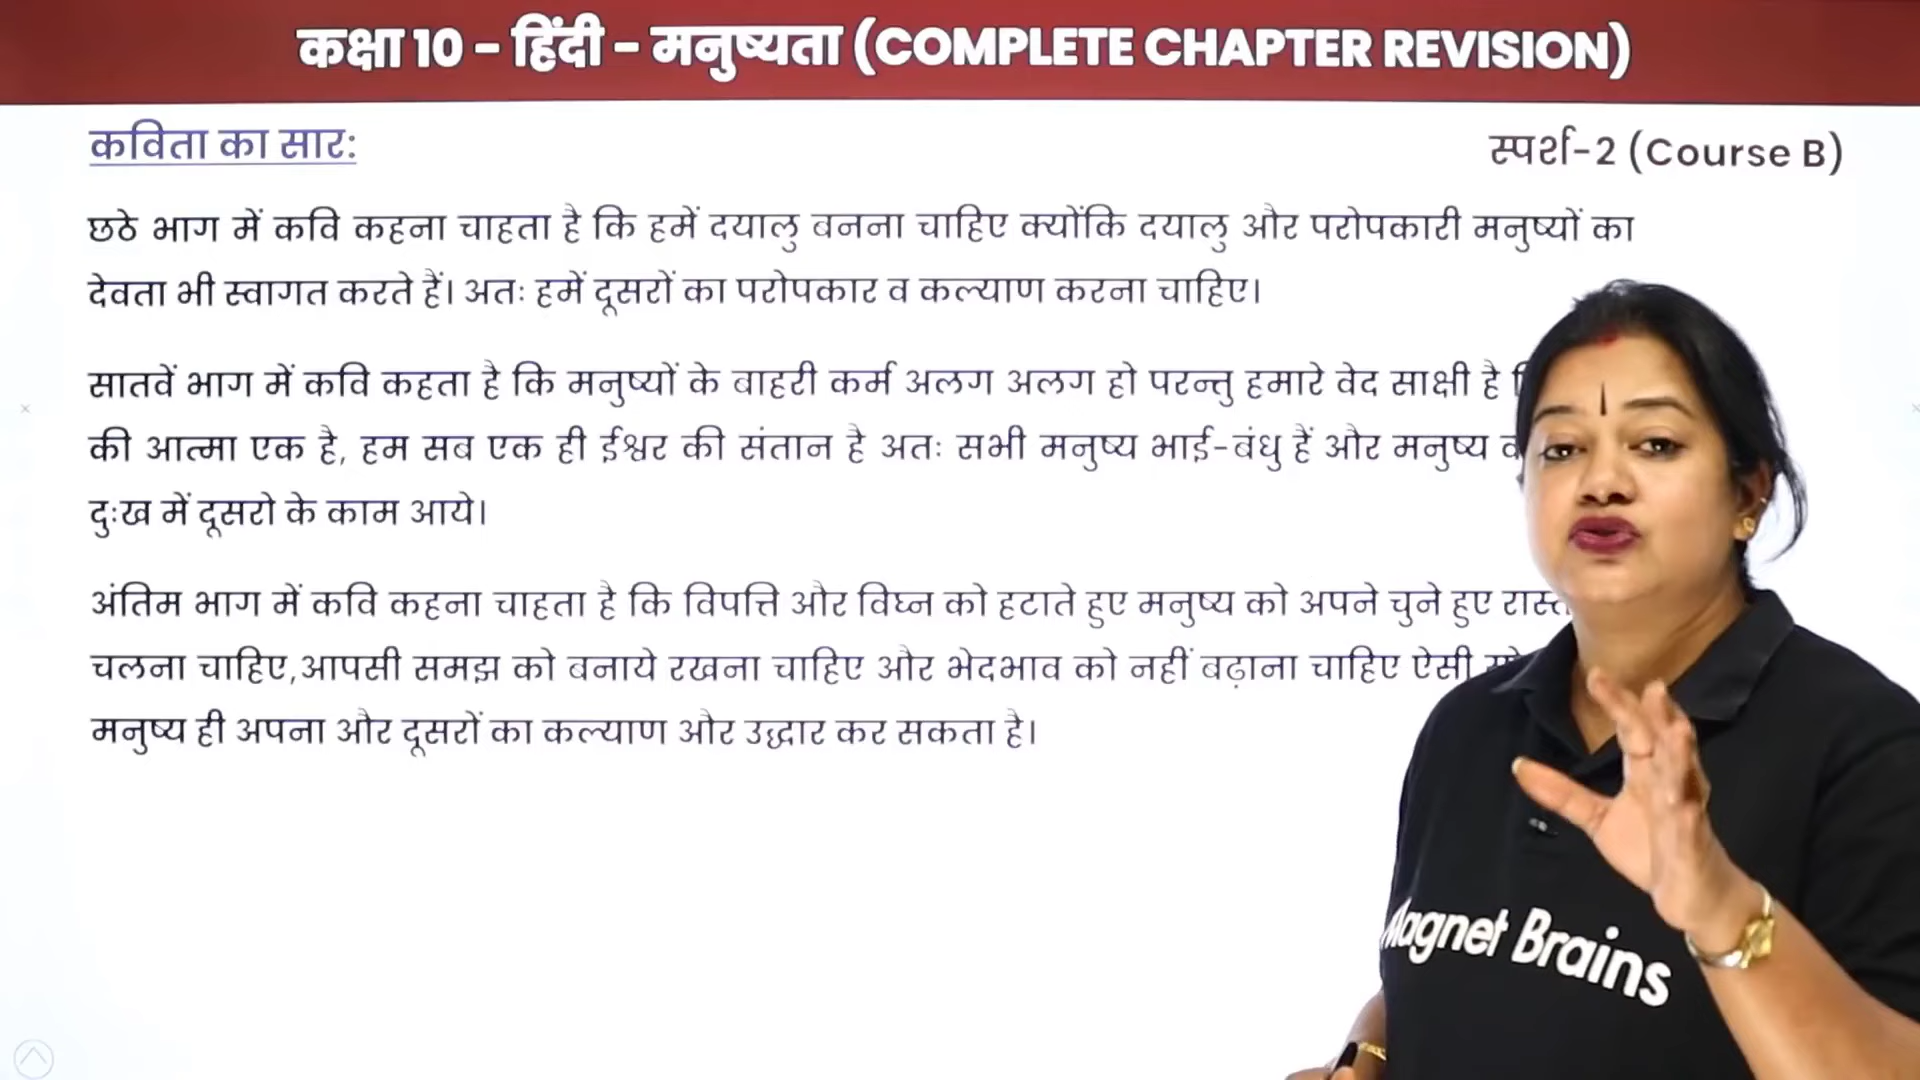 कक्षा 10 - हिंदी - मनुष्यता (COMPLETE CHAPTER REVISION)
कविता का सार:
स्पर्श-2 (Course B)
छठे भाग में कवि कहना चाहता है कि हमें दयालु बनना चाहिए क्योंकि दयालु और परोपकारी मनुष्यों का
देवता भी स्वागत करते हैं। अतः हमें दूसरों का परोपकार व कल्याण करना चाहिए।
सातवें भाग में कवि कहता है कि मनुष्यों के बाहरी कर्म अलग अलग हो परन्तु हमारे वेद साक्षी है
की आत्मा एक है, हम सब एक ही ईश्वर की संतान है अतः सभी मनुष्य भाई-बंधु हैं और मनुष्य
दुःख में दूसरो के काम आये।
अंतिम भाग में कवि कहना चाहता है कि विपत्ति और विघ्न को हटाते हुए मनुष्य को अपने चुने हुए
चलना चाहिए,आपसी समझ को बनाये रखना चाहिए और भेदभाव को नहीं बढ़ाना चाहिए ऐसी
मनुष्य ही अपना और दूसरों का कल्याण और उद्धार कर सकता है।
Magnet Brains